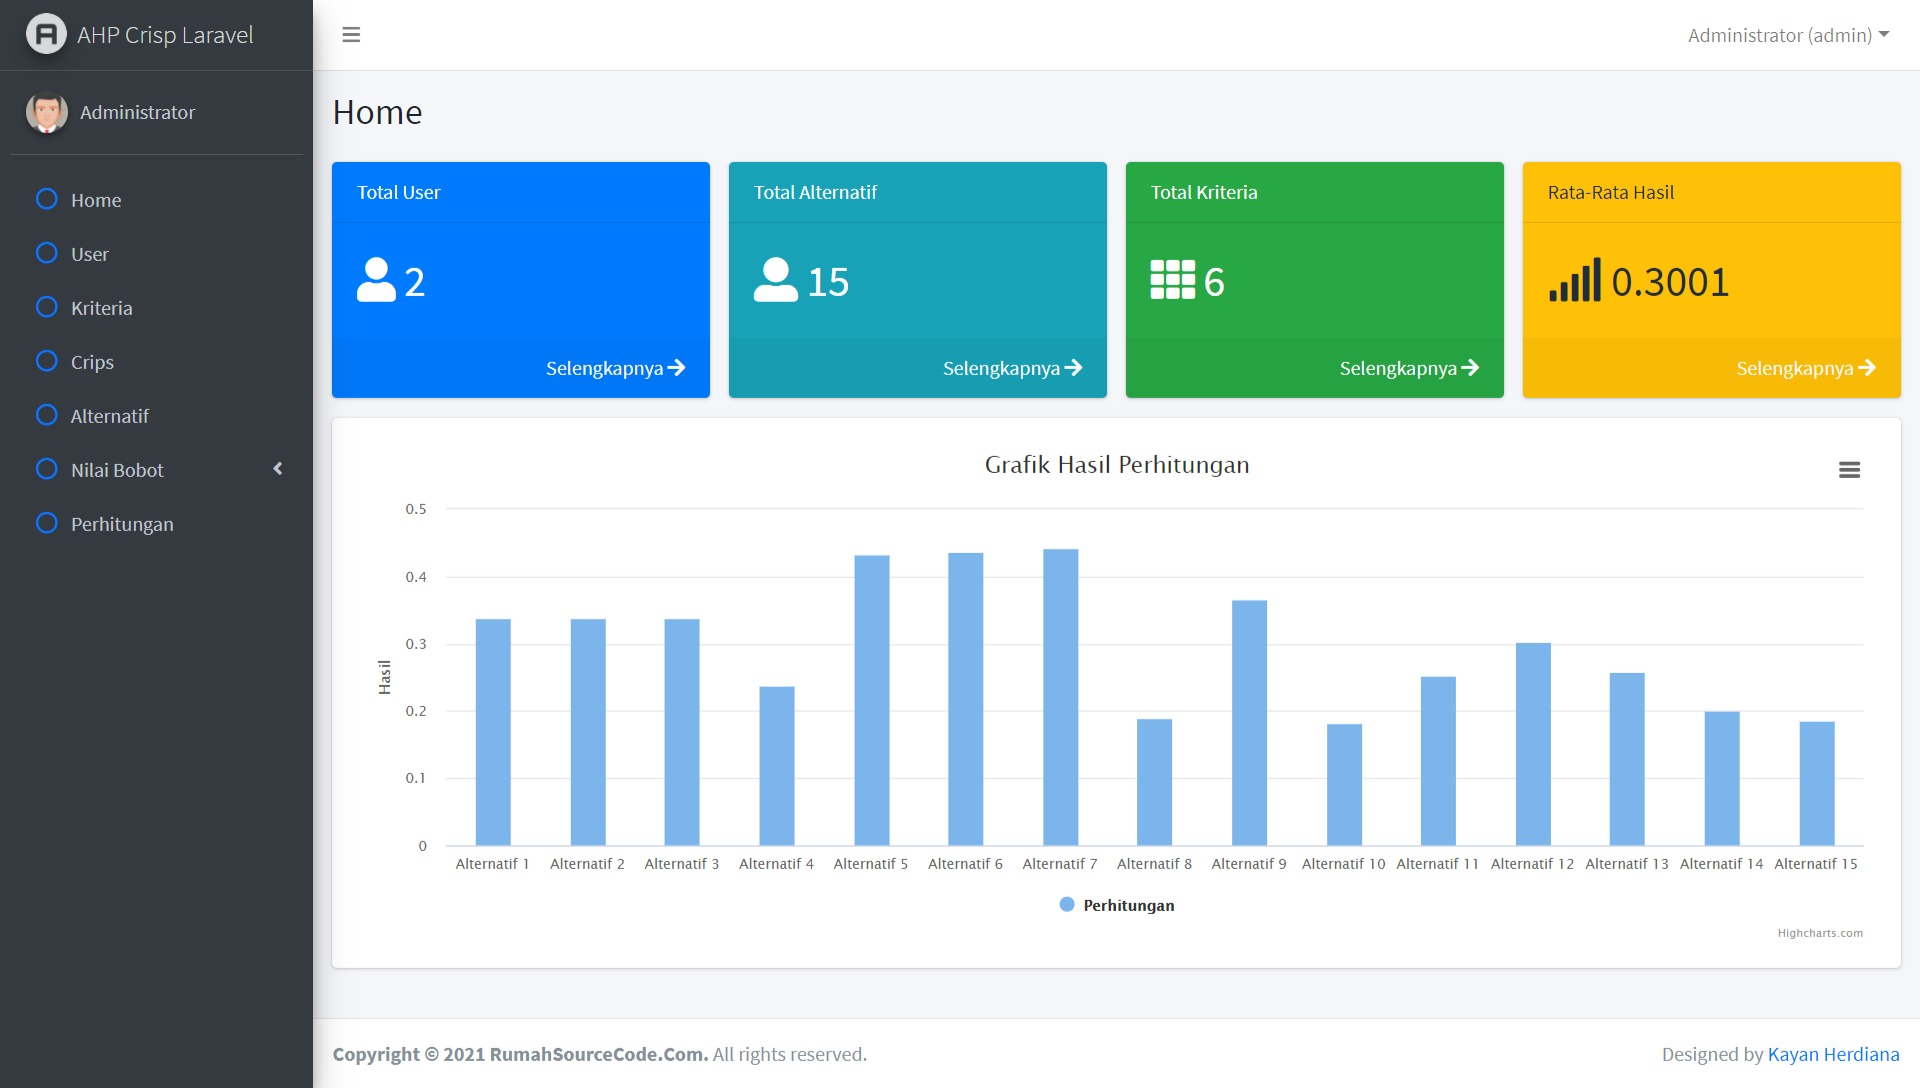 AHP Crisp Laravel
Administrator (admin)
Administrator
Home
User
Kriteria
Crips
Alternatif
Nilai Bobot
Perhitungan
Home
Total User
2
Selengkapnya
Total Alternatif
15
Selengkapnya
Total Kriteria
6
Selengkapnya
Rata-Rata Hasil
0.3001
Selengkapnya
Grafik Hasil Perhitungan
Hasil
0.5
0.4
0.3
0.2
0.1
0
Alternatif 1 Alternatif 2 Alternatif 3 Alternatif 4 Alternatif 5 Alternatif 6 Alternatif 7 Alternatif 8 Alternatif 9 Alternatif 10 Alternatif 11 Alternatif 12 Alternatif 13 Alternatif 14 Alternatif 15
Perhitungan
Highcharts.com
Copyright © 2021 RumahSourceCode.Com. All rights reserved.
Designed by Kayan Herdiana